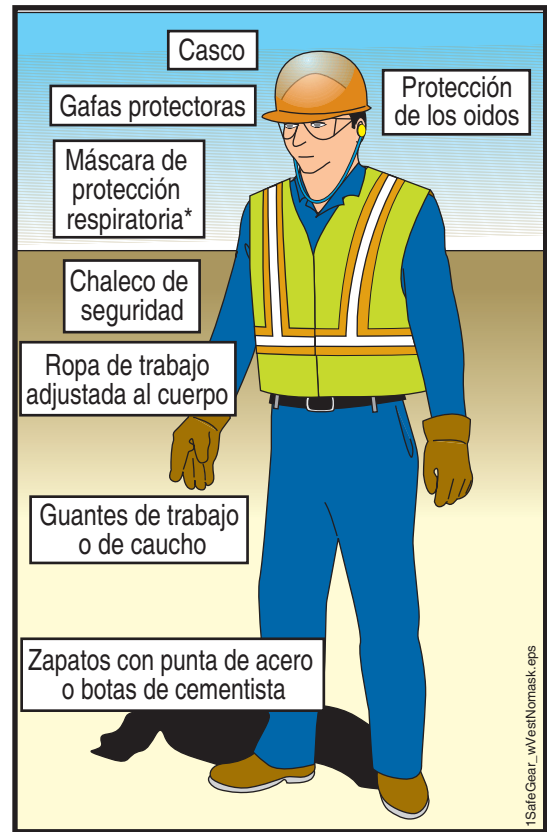 Casco
Gafas protectoras
Protección
de los oidos
Máscara de
protección
respiratoria*
Chaleco de
seguridad
Ropa de trabajo
adjustada al cuerpo
Guantes de trabajo
o de caucho
Zapatos con punta de acero
o botas de cementista
1SafeGear_wVestNomask.eps